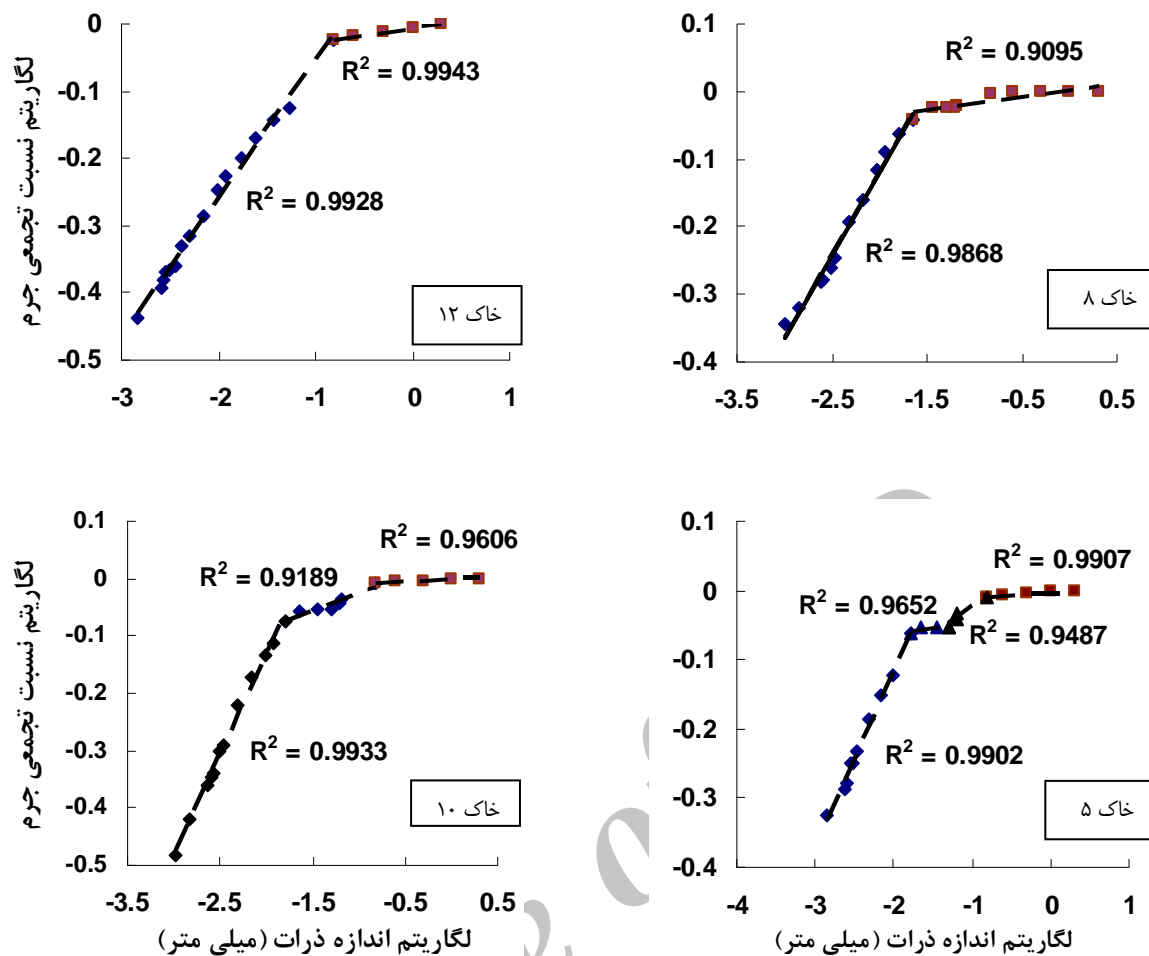 لگاریتم نسبت تجمعی جرم
0
-0.1
-0.2
-0.3
-0.4
-0.5
-3
-2
-1
0
1
R² = 0.9943
R² = 0.9928
خاک ۱۲
0.1
0
-0.1
-0.2
-0.3
-0.4
-3.5
-2.5
-1.5
-0.5
0.5
R² = 0.9095
R² = 0.9868
خاک ۸
لگاریتم نسبت تجمعی جرم
0.1
0
-0.1
-0.2
-0.3
-0.4
-0.5
-3.5
-2.5
-1.5
-0.5
0.5
R² = 0.9606
R² = 0.9189
R² = 0.9933
خاک ۱۰
لگاریتم اندازه ذرات (میلی متر)
0.1
0
-0.1
-0.2
-0.3
-0.4
-4
-3
-2
-1
0
1
R² = 0.9907
R² = 0.9652
R² = 0.9487
R² = 0.9902
خاک ۵
لگاریتم اندازه ذرات (میلی متر)